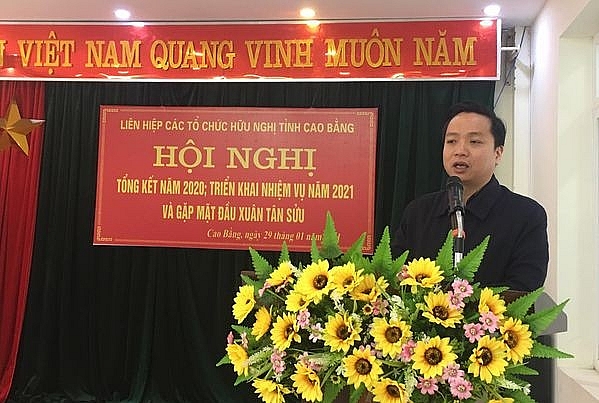 VIỆT NAM QUANG VINH MUÔN NĂM
LIÊN HIỆP CÁC TỔ CHỨC HỮU NGHỊ TỈNH CAO BẰNG
HỘI NGHỊ
TỔNG KẾT NĂM 2020; TRIỂN KHAI NHIỆM VỤ NĂM 2021
VÀ GẶP MẶT ĐẦU XUÂN TÂN SỬU
Cao Bằng, ngày 29 tháng 01